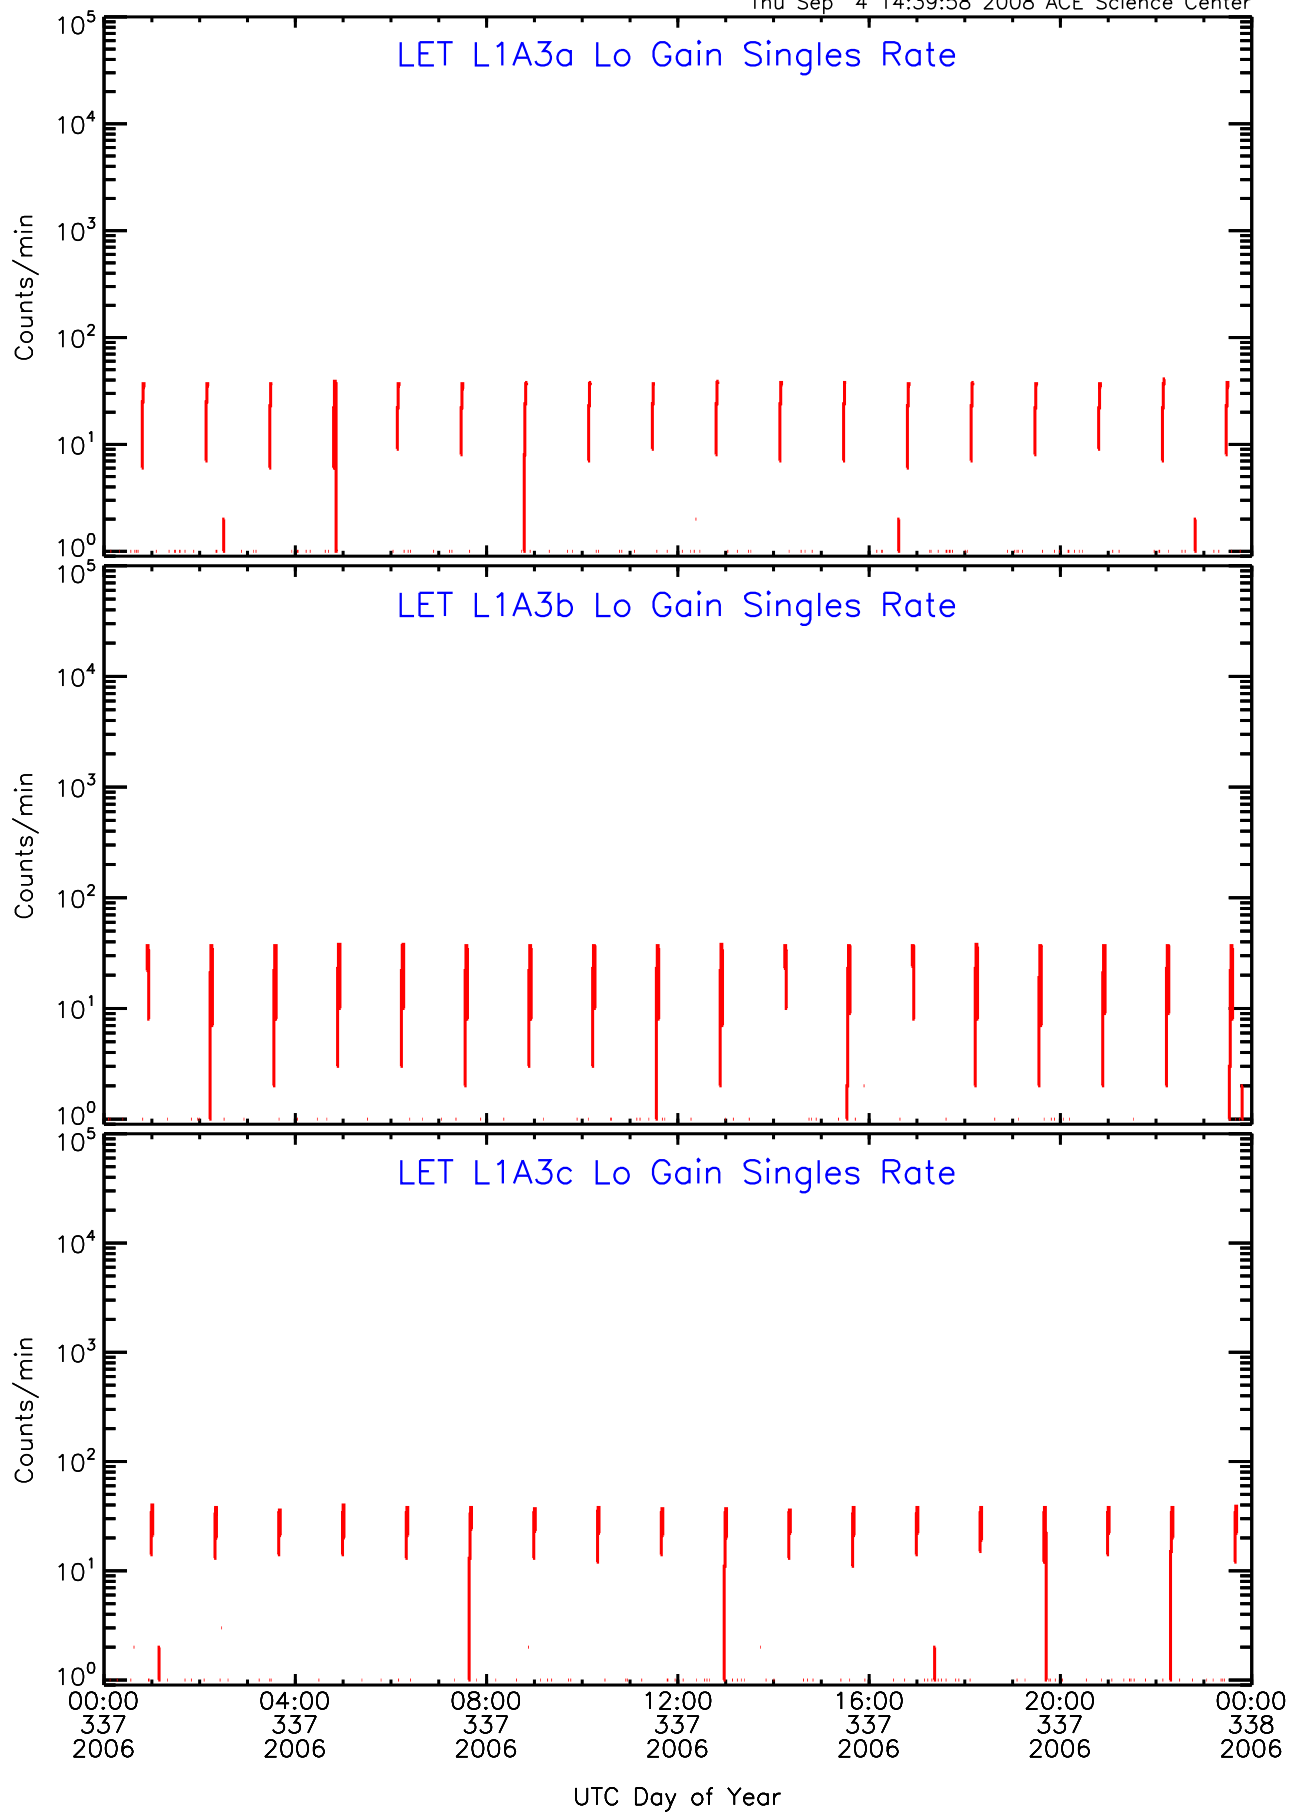 Thu Sep 4 14:39:58 2008 ACE Science Center
LET L1A3a Lo Gain Singles Rate
10^5
10^4
10^3
10^2
10^1
10^0
Counts/min
LET L1A3b Lo Gain Singles Rate
10^5
10^4
10^3
10^2
10^1
10^0
Counts/min
LET L1A3c Lo Gain Singles Rate
10^5
10^4
10^3
10^2
10^1
10^0
Counts/min
00:00 04:00 08:00 12:00 16:00 20:00 00:00
337 337 337 337 337 337 338
2006 2006 2006 2006 2006 2006 2006
UTC Day of Year